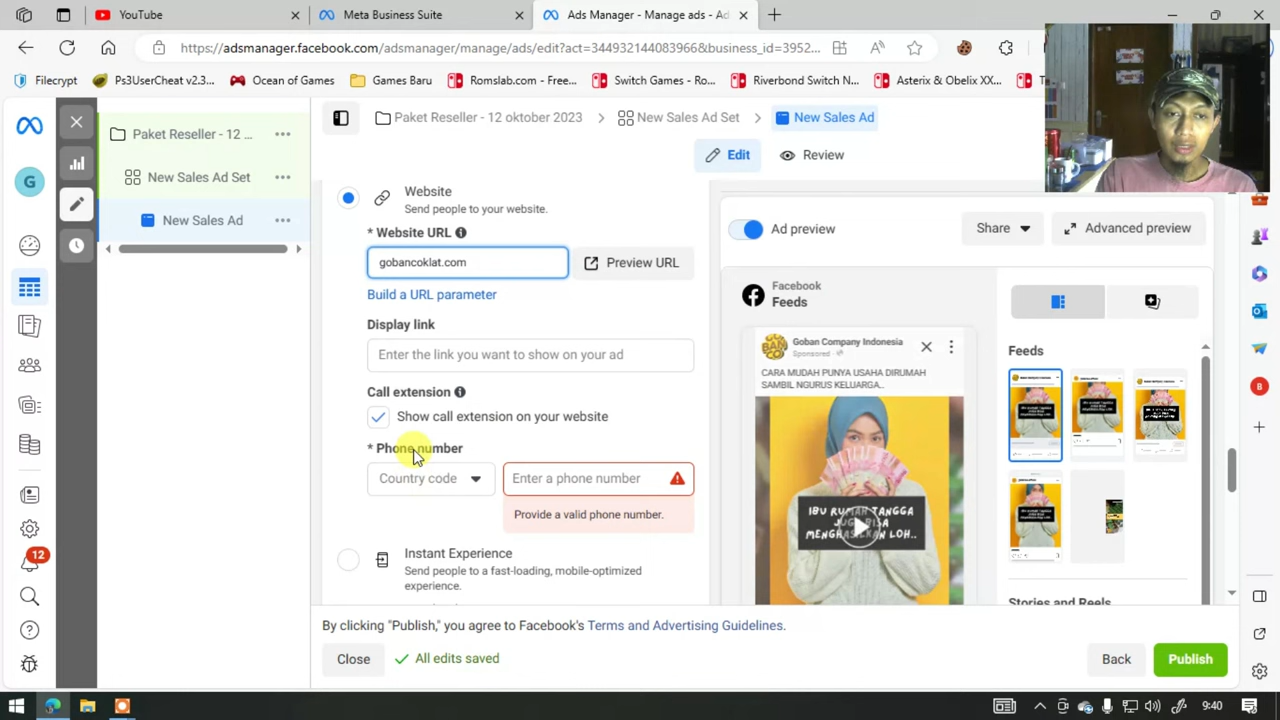 YouTube
Meta Business Suite
Ads Manager - Manage ads - Ad
https://adsmanager.facebook.com/adsmanager/manage/ads/edit?act=344932144083966&business_id=3952...
Filecrypt
Ps3UserCheat v2.3...
Ocean of Games
Games Baru
Romslab.com - Free...
Switch Games - Ro...
Riverbond Switch N...
Asterix & Obelix XX...
Paket Reseller - 12 ...
New Sales Ad Set
New Sales Ad
Paket Reseller - 12 oktober 2023
New Sales Ad Set
New Sales Ad
Edit
Review
Website
Send people to your website.
* Website URL
gobancoklat.com
Preview URL
Build a URL parameter
Display link
Enter the link you want to show on your ad
Call extension
Show call extension on your website
* Phone number
Country code
Enter a phone number
Provide a valid phone number.
Instant Experience
Send people to a fast-loading, mobile-optimized
experience.
Ad preview
Share
Advanced preview
Facebook
Feeds
Goban Company Indonesia
Sponsored
CARA MUDAH PUNYA USAHA DIRUMAH
SAMBIL NGURUS KELUARGA..
IBU RUMAH TANGGA
JUGA BISA
MENGHASILKAN LOH..
Feeds
Stories and Reels
By clicking "Publish," you agree to Facebook's Terms and Advertising Guidelines.
Close
All edits saved
Back
Publish
G
12
B
9:40